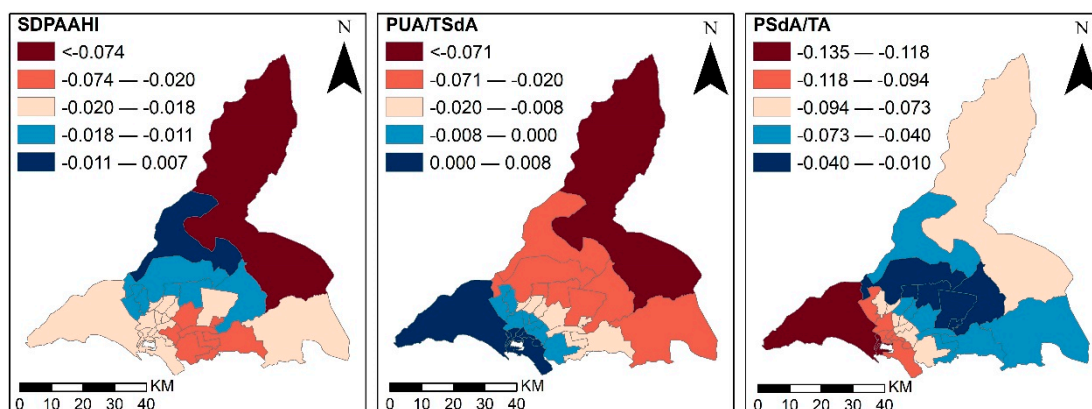 SDPAAHI
N
<-0.074
-0.074 — -0.020
-0.020 — -0.018
-0.018 — -0.011
-0.011 — 0.007
KM
0 10 20 30 40
PUA/TSdA
N
<-0.071
-0.071 — -0.020
-0.020 — -0.008
-0.008 — 0.000
0.000 — 0.008
KM
0 10 20 30 40
PSdA/TA
N
-0.135 — -0.118
-0.118 — -0.094
-0.094 — -0.073
-0.073 — -0.040
-0.040 — -0.010
KM
0 10 20 30 40